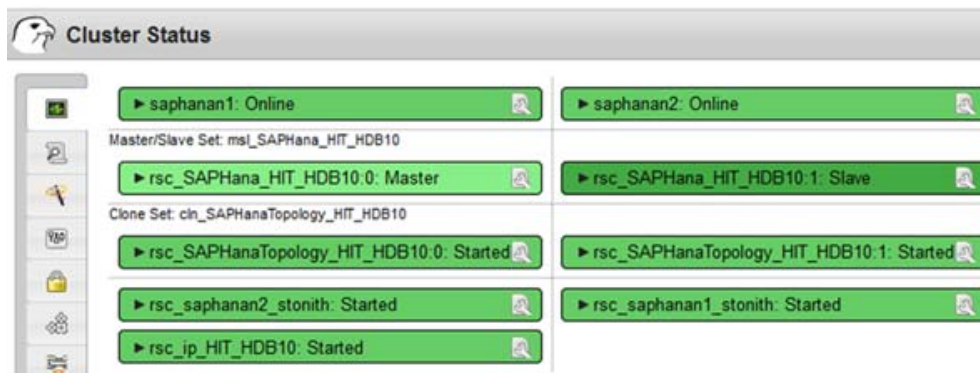 Cluster Status
saphanan1: Online
saphanan2: Online
Master/Slave Set: msl_SAPHana_HIT_HDB10
rsc_SAPHana_HIT_HDB10:0: Master
rsc_SAPHana_HIT_HDB10:1: Slave
Clone Set: cln_SAPHanaTopology_HIT_HDB10
rsc_SAPHanaTopology_HIT_HDB10:0: Started
rsc_SAPHanaTopology_HIT_HDB10:1: Started
rsc_saphanan2_stonith: Started
rsc_saphanan1_stonith: Started
rsc_ip_HIT_HDB10: Started